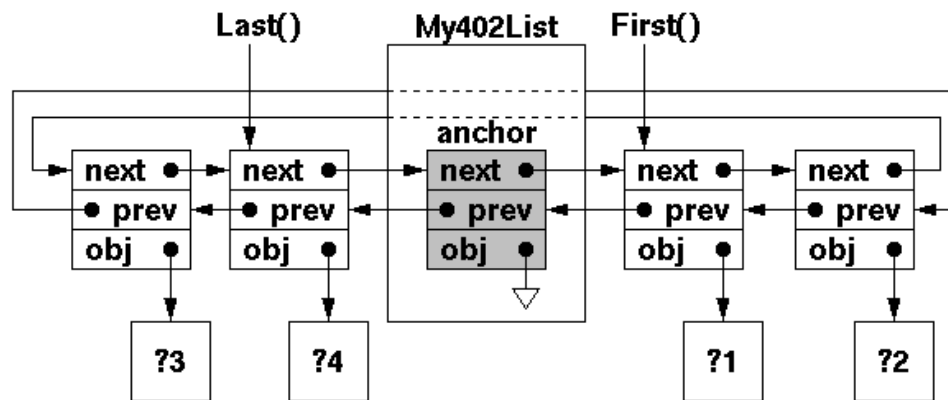 Last() My402List First()
anchor
next next next next next
prev prev prev prev prev
obj obj obj obj obj
?3 ?4 ?1 ?2